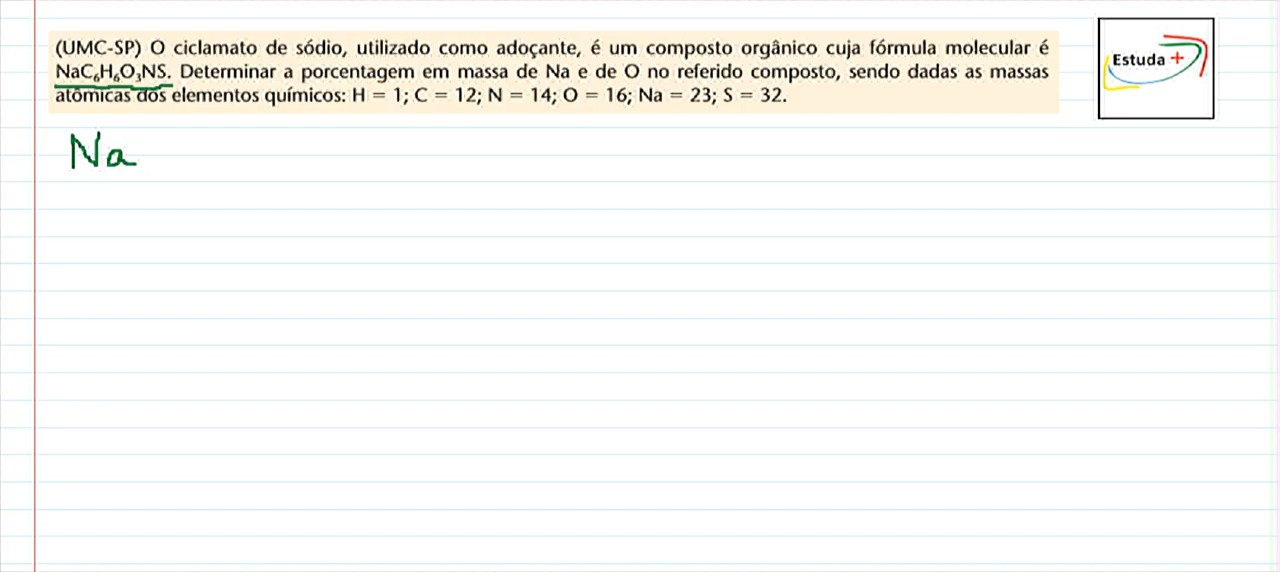 (UMC-SP) O ciclamato de sódio, utilizado como adoçante, é um composto orgânico cuja fórmula molecular é
NaC₆H₆O₃NS. Determinar a porcentagem em massa de Na e de O no referido composto, sendo dadas as massas
atômicas dos elementos químicos: H = 1; C = 12; N = 14; O = 16; Na = 23; S = 32.
Estuda +
Na